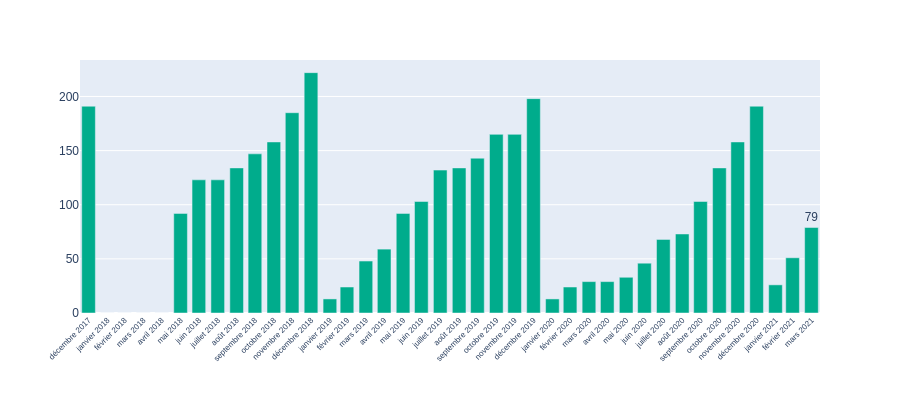 200
150
100
50
0
79
décembre 2017
janvier 2018
février 2018
mars 2018
avril 2018
mai 2018
juin 2018
juillet 2018
août 2018
septembre 2018
octobre 2018
novembre 2018
décembre 2018
janvier 2019
février 2019
mars 2019
avril 2019
mai 2019
juin 2019
juillet 2019
août 2019
septembre 2019
octobre 2019
novembre 2019
décembre 2019
janvier 2020
février 2020
mars 2020
avril 2020
mai 2020
juin 2020
juillet 2020
août 2020
septembre 2020
octobre 2020
novembre 2020
décembre 2020
janvier 2021
février 2021
mars 2021